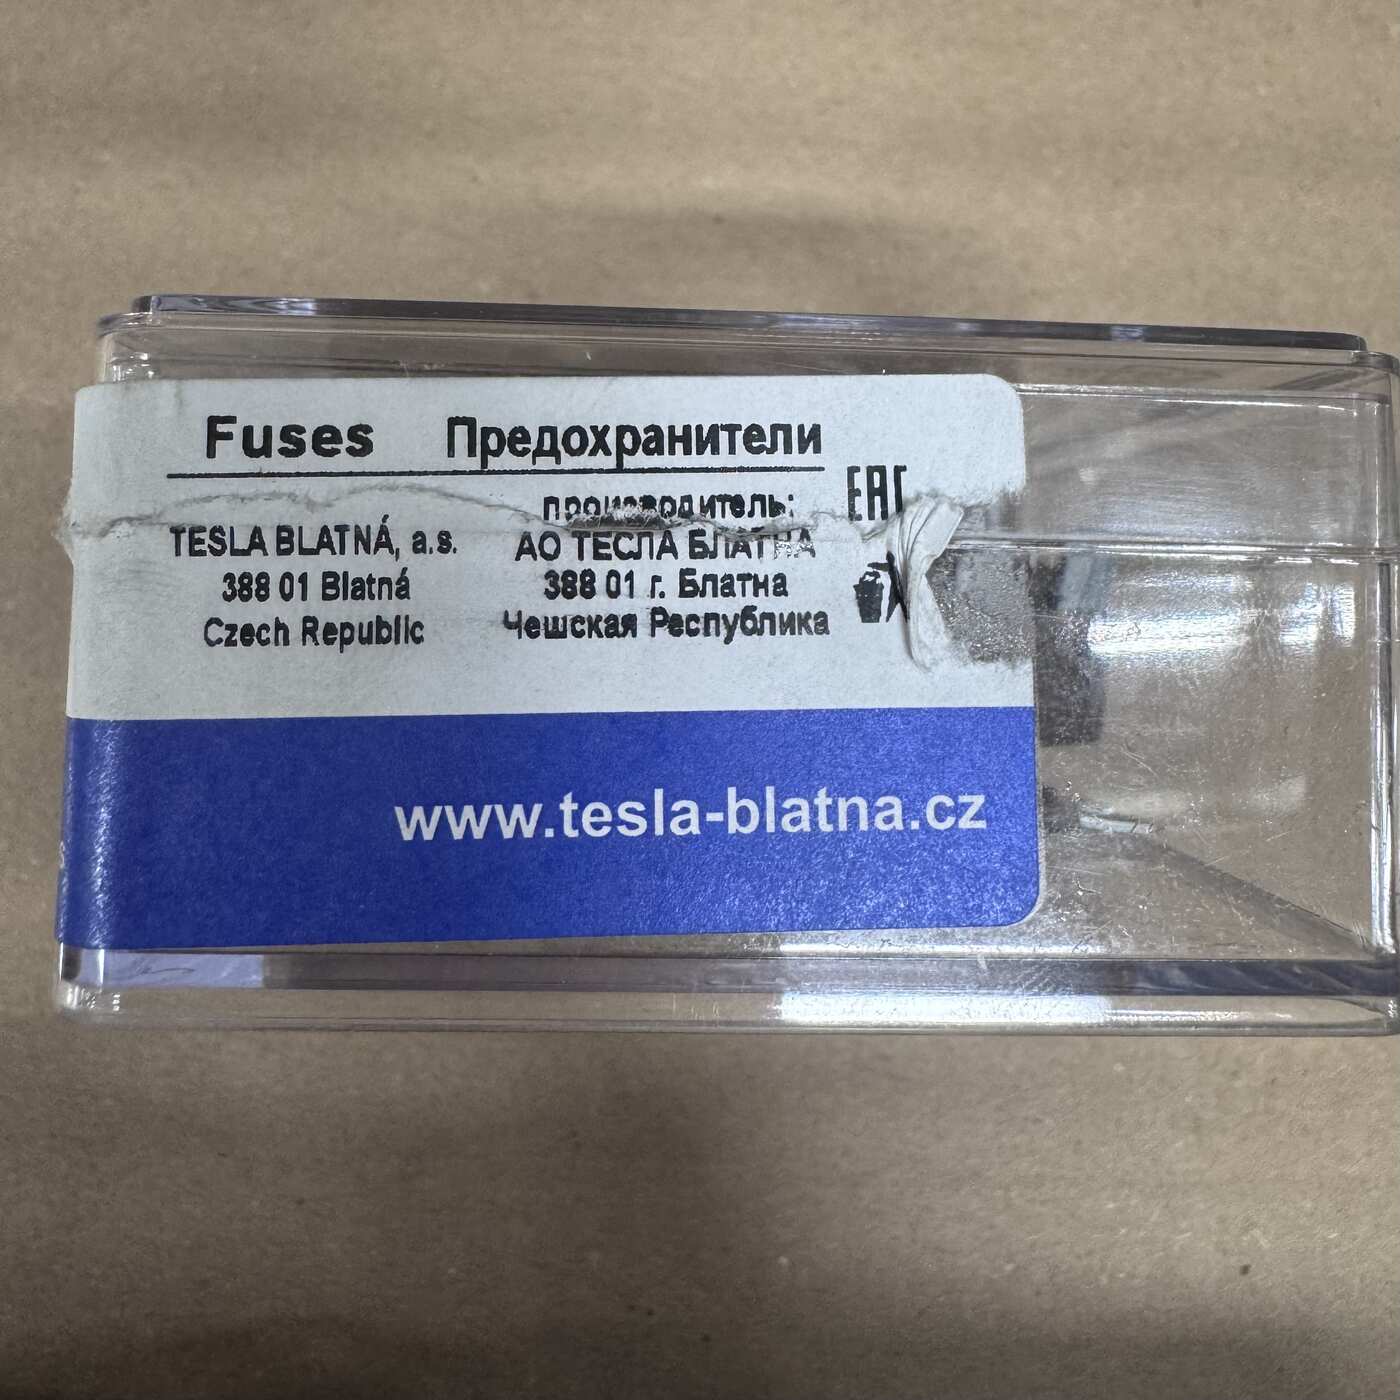 Fuses Предохранители
производитель:
EAC
TESLA BLATNÁ, a.s. АО ТЕСЛА БЛАТНА
388 01 Blatná 388 01 г. Блатна
Czech Republic Чешская Республика
www.tesla-blatna.cz